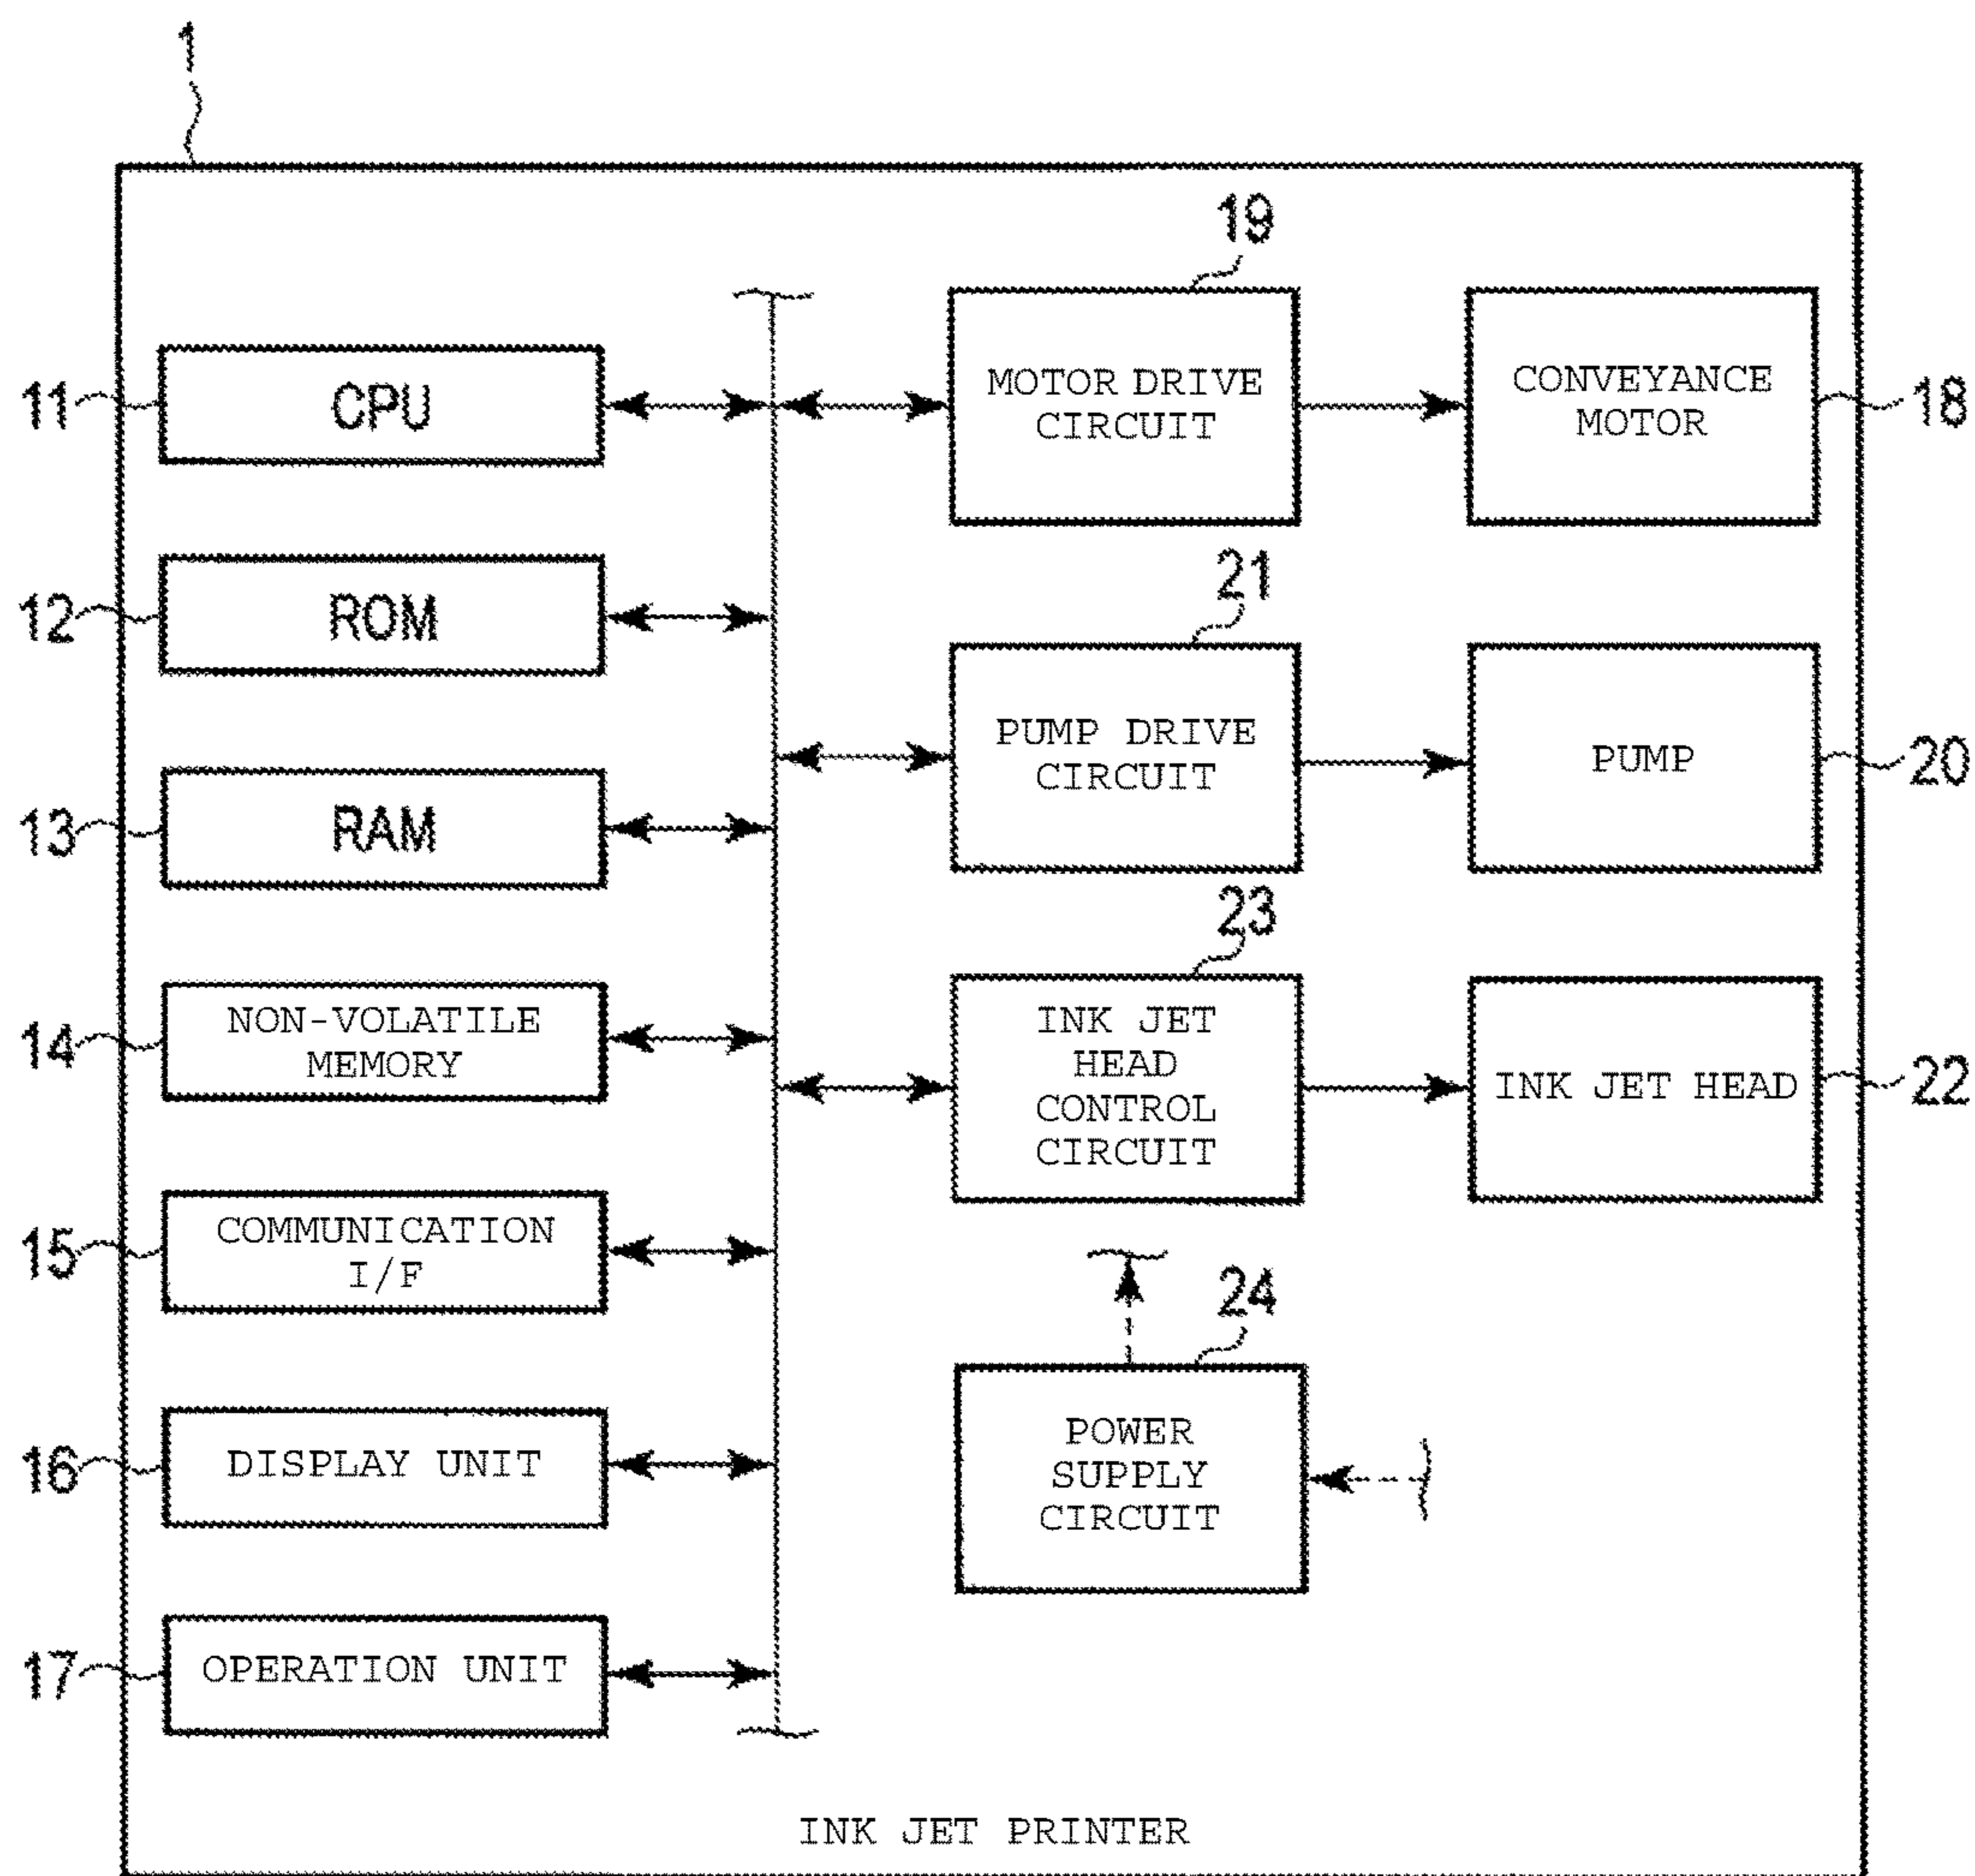 1
19
11
CPU
MOTOR DRIVE
CIRCUIT
CONVEYANCE
MOTOR
18
12
ROM
21
PUMP DRIVE
CIRCUIT
PUMP
20
13
RAM
23
14
NON-VOLATILE
MEMORY
INK JET
HEAD
CONTROL
CIRCUIT
INK JET HEAD
22
15
COMMUNICATION
I/F
24
16
DISPLAY UNIT
POWER
SUPPLY
CIRCUIT
17
OPERATION UNIT
INK JET PRINTER